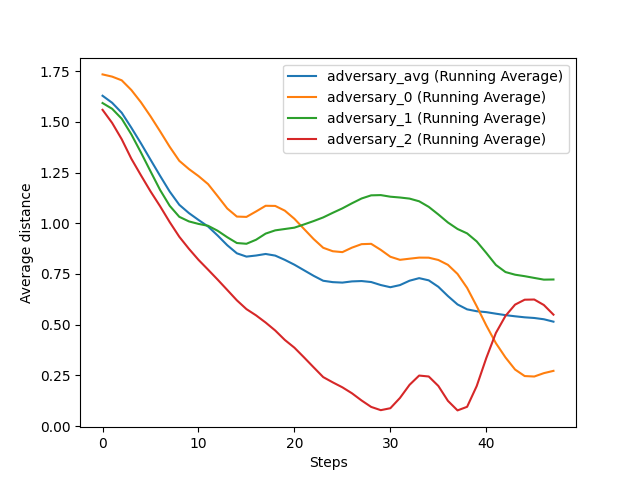 adversary_avg (Running Average)
adversary_0 (Running Average)
adversary_1 (Running Average)
adversary_2 (Running Average)
Average distance
1.75
1.50
1.25
1.00
0.75
0.50
0.25
0.00
0 10 20 30 40
Steps